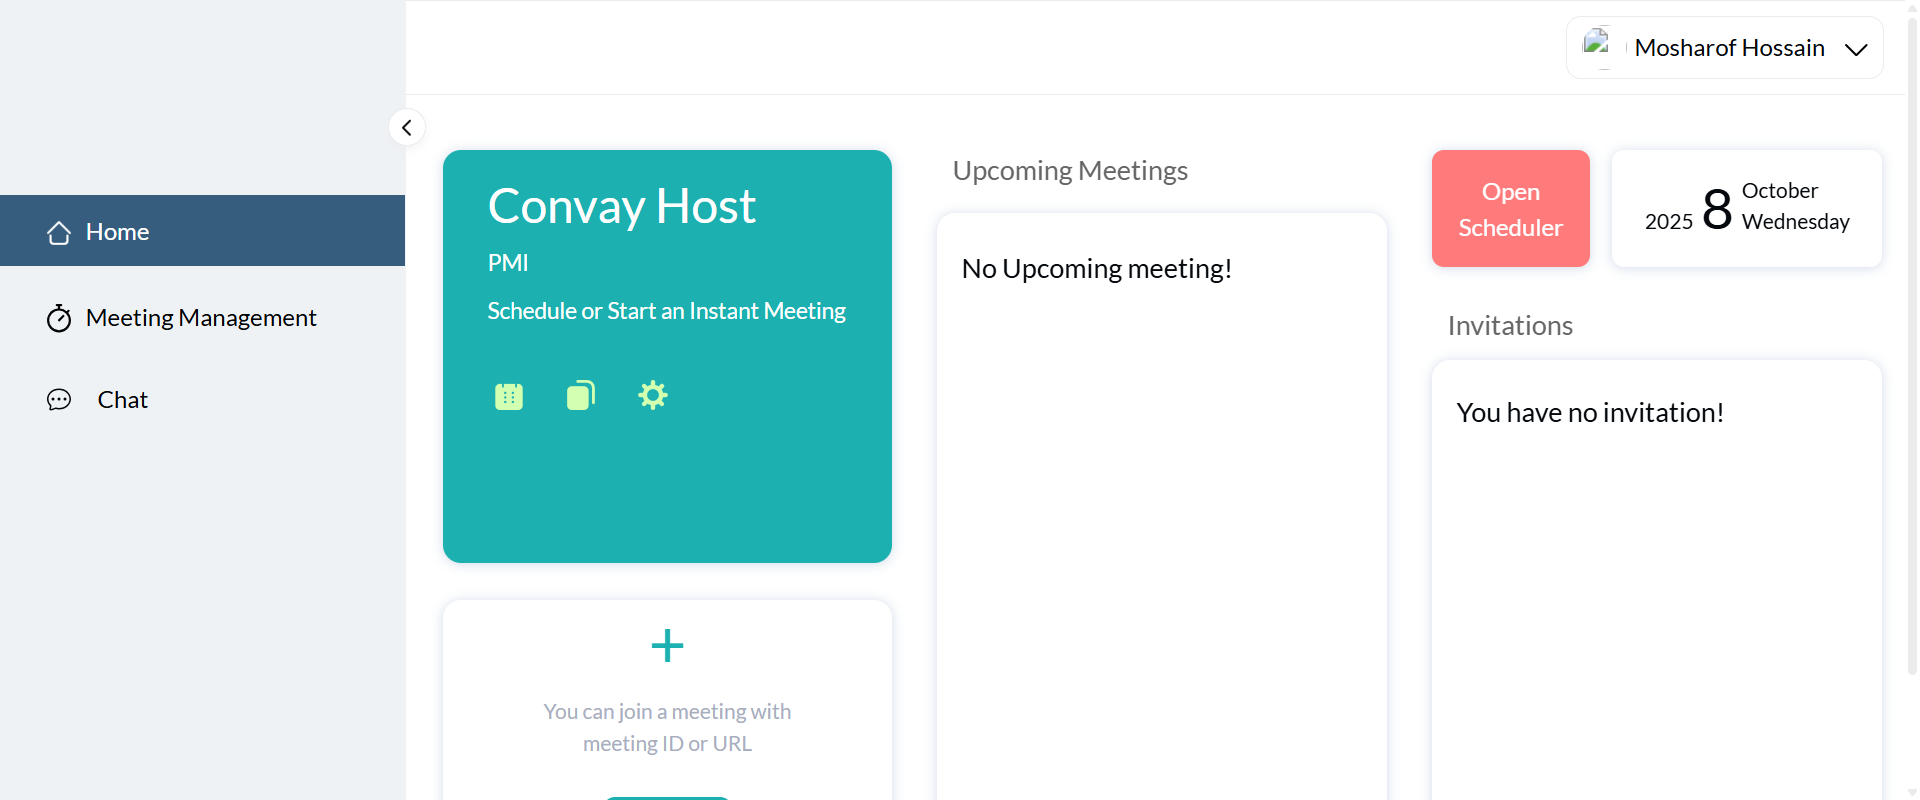 Mosharof Hossain
Home
Meeting Management
Chat
Convay Host
PMI
Schedule or Start an Instant Meeting
You can join a meeting with
meeting ID or URL
Upcoming Meetings
No Upcoming meeting!
Open
Scheduler
2025 8 October
Wednesday
Invitations
You have no invitation!